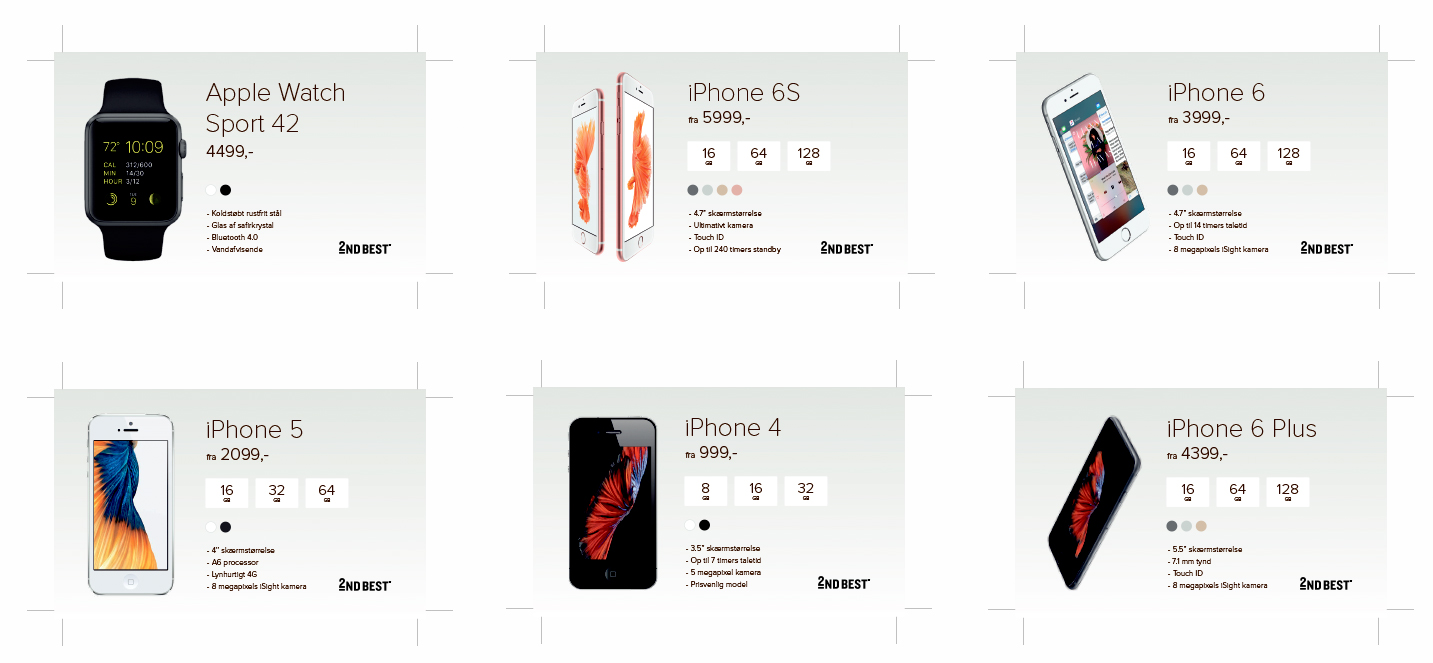 Apple Watch
Sport 42
4499,-
72° 10:09
CAL 312/600
MIN 14/30
HOUR 3/12
9
- Koldstøbt rustfrit stål
- Glas af safirkrystal
- Bluetooth 4.0
- Vandafvisende
2ND BEST
iPhone 6S
fra 5999,-
16 GB 64 GB 128 GB
- 4.7" skærmstørrelse
- Ultimativt kamera
- Touch ID
- Op til 240 timers standby
2ND BEST
iPhone 6
fra 3999,-
16 GB 64 GB 128 GB
- 4.7" skærmstørrelse
- Op til 14 timers taletid
- Touch ID
- 8 megapixels iSight kamera
2ND BEST
iPhone 5
fra 2099,-
16 GB 32 GB 64 GB
- 4" skærmstørrelse
- A6 processor
- Lynhurtigt 4G
- 8 megapixels iSight kamera
2ND BEST
iPhone 4
fra 999,-
8 GB 16 GB 32 GB
- 3.5" skærmstørrelse
- Op til 7 timers taletid
- 5 megapixel kamera
- Prisvenlig model
2ND BEST
iPhone 6 Plus
fra 4399,-
16 GB 64 GB 128 GB
- 5.5" skærmstørrelse
- 7.1 mm tynd
- Touch ID
- 8 megapixels iSight kamera
2ND BEST